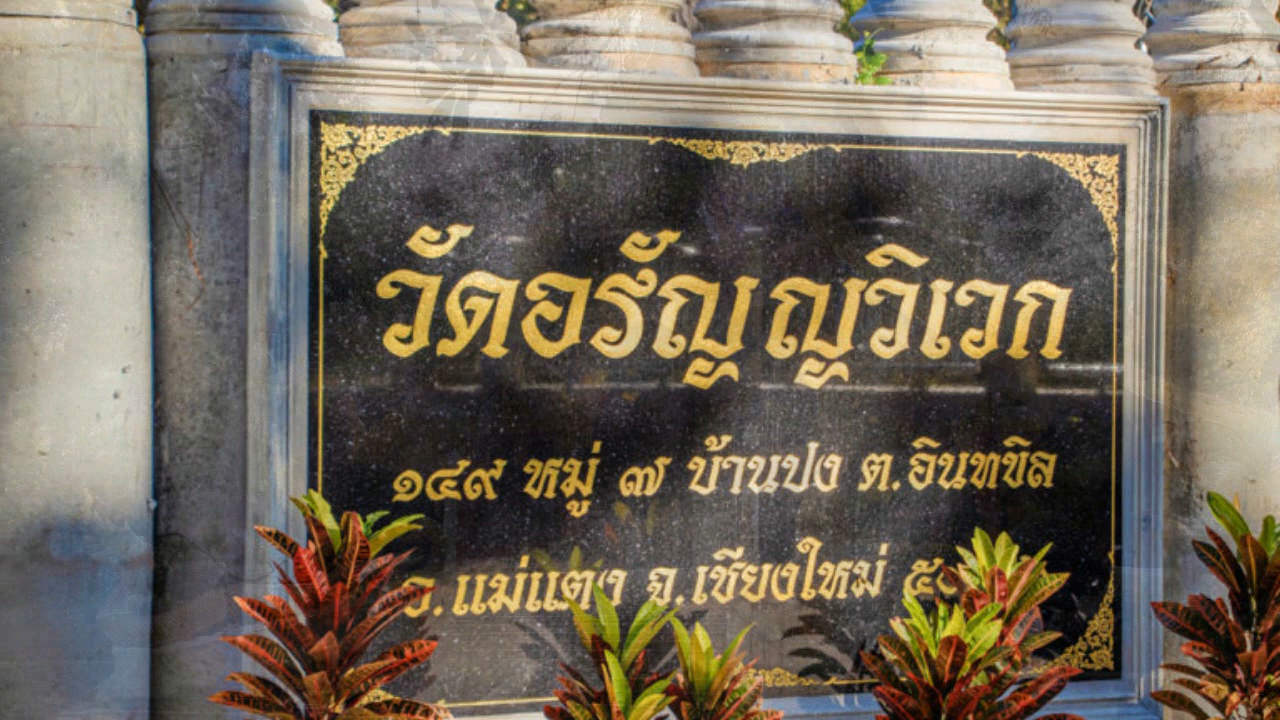 วัดอรัญญวิเวก
๑๔๙ หมู่ ๗ บ้านปง ต.อินทขิล
อ.แม่แตง จ.เชียงใหม่